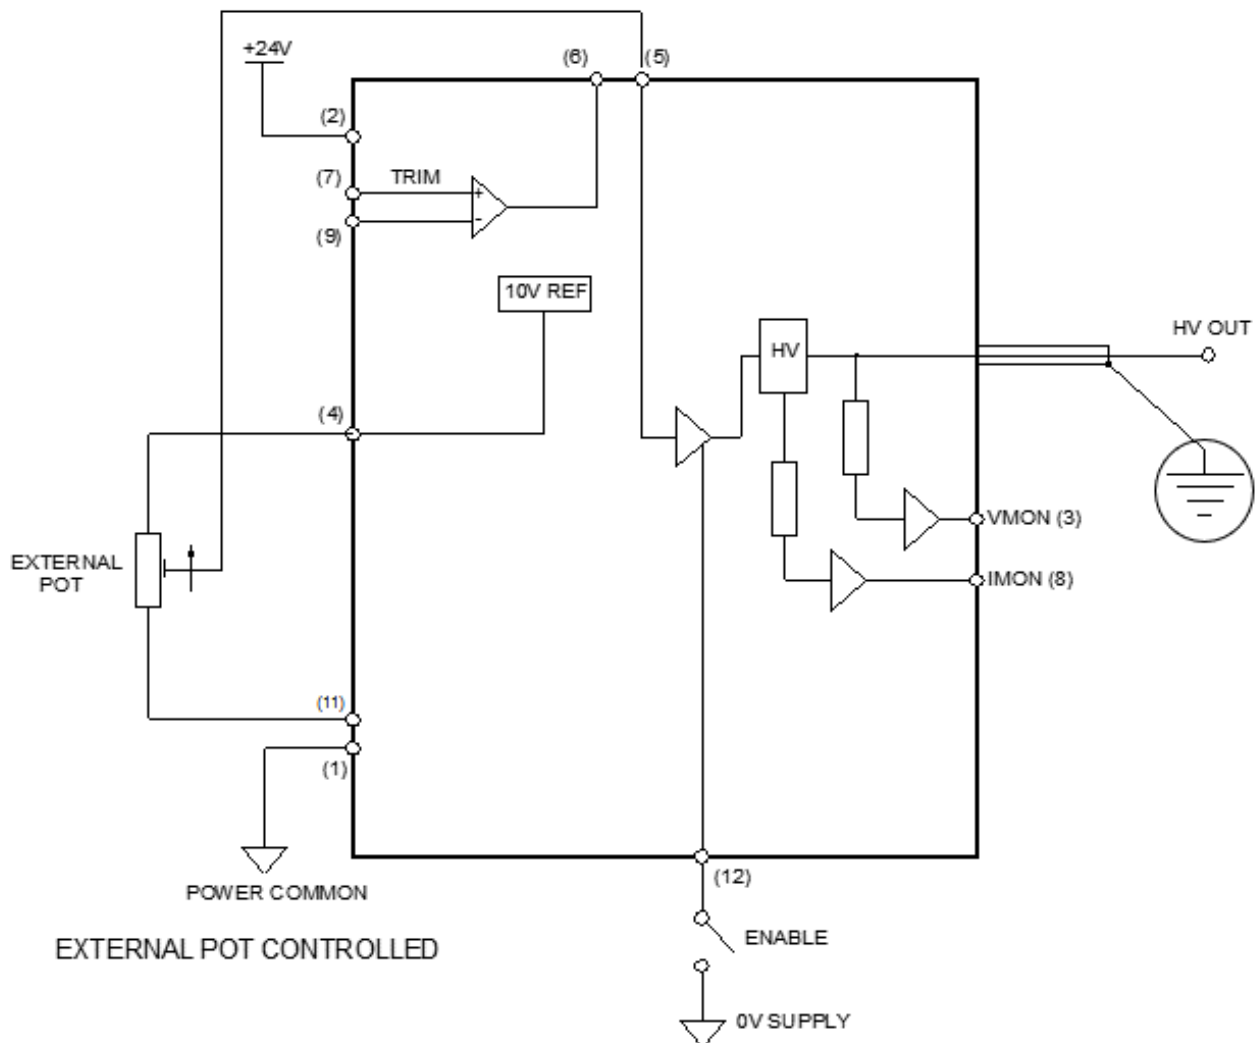 +24V
(6)
(5)
(2)
(7)
TRIM
+
-
(9)
10V REF
HV OUT
HV
(4)
VMON (3)
EXTERNAL
POT
IMON (8)
(11)
(1)
(12)
POWER COMMON
ENABLE
EXTERNAL POT CONTROLLED
0V SUPPLY